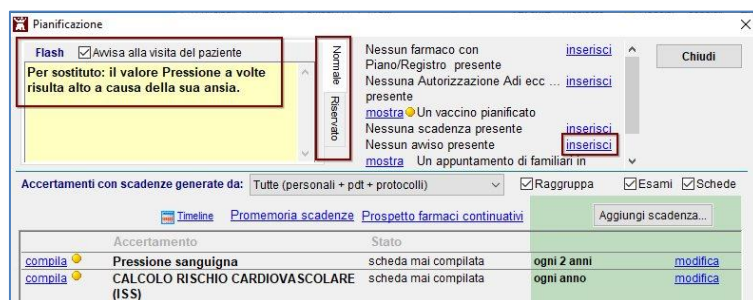 Pianificazione
Flash Avvisa alla visita del paziente
Per sostituto: il valore Pressione a volte
risulta alto a causa della sua ansia.
Normale
Riservato
Nessun farmaco con inserisci
Piano/Registro presente
Nessuna Autorizzazione Adi ecc ... inserisci
presente
mostra Un vaccino pianificato
Nessuna scadenza presente inserisci
Nessun avviso presente inserisci
mostra Un appuntamento di familiari in
Chiudi
Accertamenti con scadenze generate da: Tutte (personali + pdt + protocolli) Raggruppa Esami Schede
Timeline Promemoria scadenze Prospetto farmaci continuativi Aggiungi scadenza...
Accertamento Stato
compila Pressione sanguigna scheda mai compilata ogni 2 anni modifica
compila CALCOLO RISCHIO CARDIOVASCOLARE scheda mai compilata ogni anno modifica
(ISS)